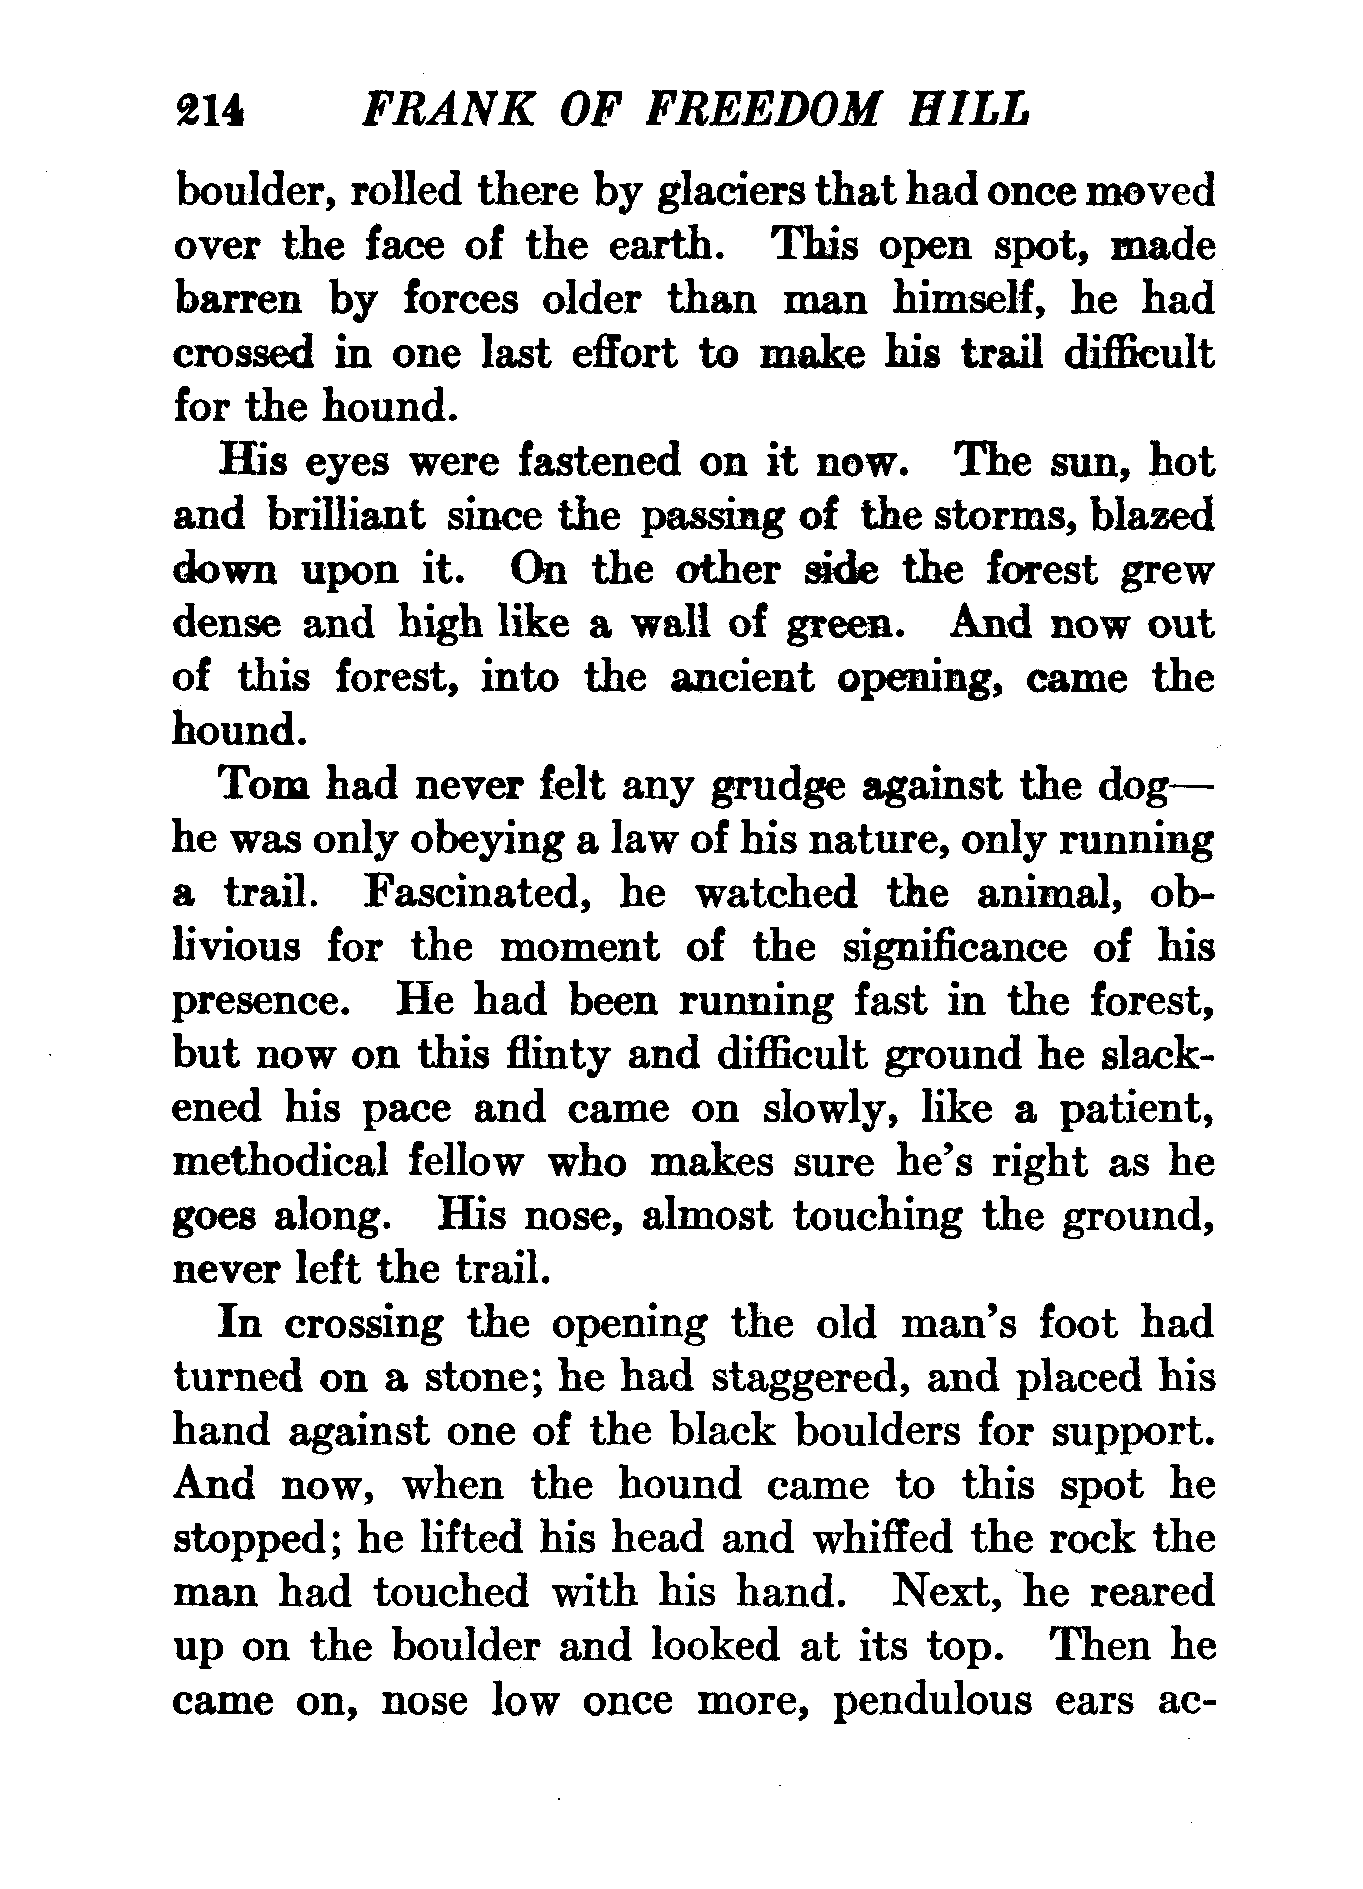 214 FRANK OF FREEDOM HILL
boulder, rolled there by glaciers that had once moved
over the face of the earth. This open spot, made
barren by forces older than man himself, he had
crossed in one last effort to make his trail difficult
for the hound.
His eyes were fastened on it now. The sun, hot
and brilliant since the passing of the storms, blazed
down upon it. On the other side the forest grew
dense and high like a wall of green. And now out
of this forest, into the ancient opening, came the
hound.
Tom had never felt any grudge against the dog—
he was only obeying a law of his nature, only running
a trail. Fascinated, he watched the animal, ob-
livious for the moment of the significance of his
presence. He had been running fast in the forest,
but now on this flinty and difficult ground he slack-
ened his pace and came on slowly, like a patient,
methodical fellow who makes sure he's right as he
goes along. His nose, almost touching the ground,
never left the trail.
In crossing the opening the old man's foot had
turned on a stone; he had staggered, and placed his
hand against one of the black boulders for support.
And now, when the hound came to this spot he
stopped; he lifted his head and whiffed the rock the
man had touched with his hand. Next, he reared
up on the boulder and looked at its top. Then he
came on, nose low once more, pendulous ears ac-